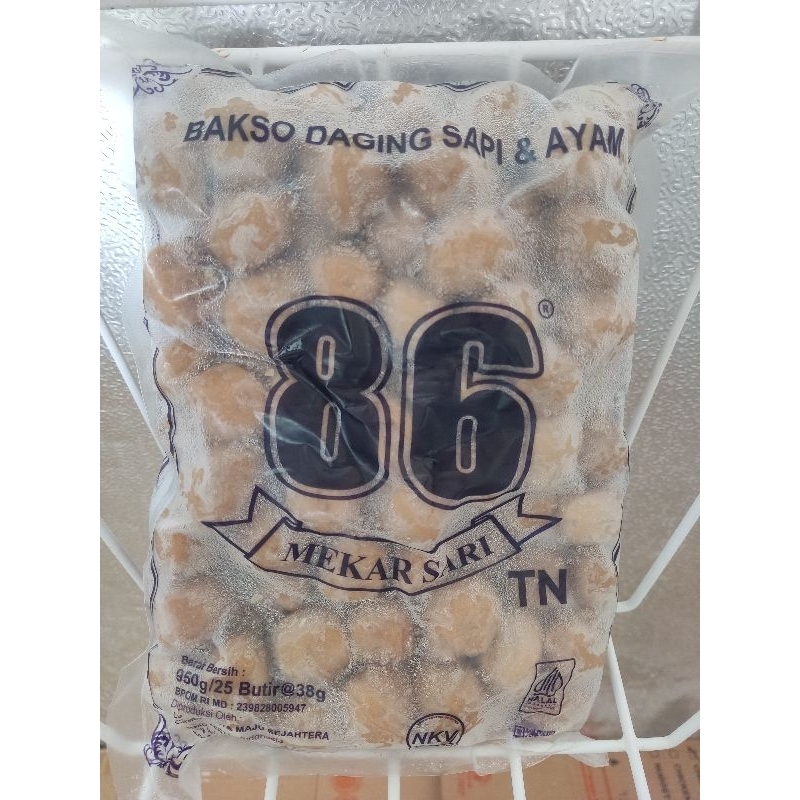 BAKSO DAGING SAPI & AYAM
86
®
MEKAR SARI
TN
Berat Bersih :
950g/25 Butir@38g
BPOM RI MD : 239828005947
Diproduksi Oleh
MAJU SEJAHTERA
HALAL
NKV